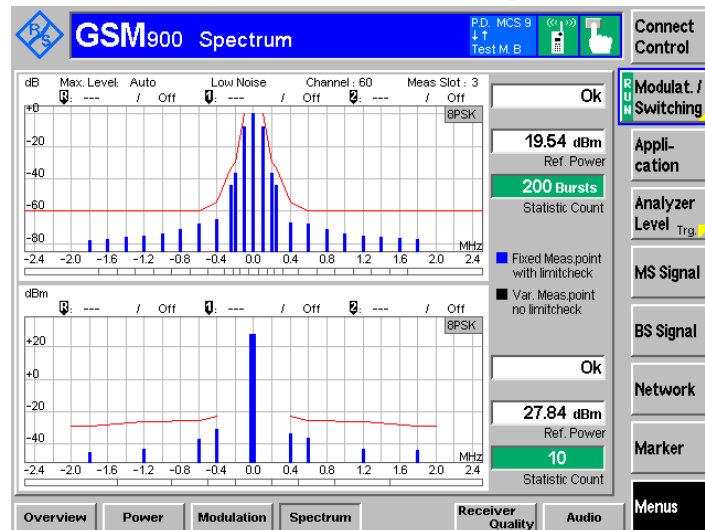 R&S
GSM900 Spectrum
P.D. MCS 9
↓↑
Test M. B
Connect Control
dB Max. Level: Auto Low Noise Channel : 60 Meas Slot : 3
R: --- / Off 1: --- / Off 2: --- / Off
8PSK
+0
-20
-40
-60
-80
MHz
-2.4 -2.0 -1.6 -1.2 -0.8 -0.4 0.0 0.4 0.8 1.2 1.6 2.0 2.4
Ok
19.54 dBm
Ref. Power
200 Bursts
Statistic Count
Fixed Meas.point
with limitcheck
Var. Meas.point
no limitcheck
dBm
R: --- / Off 1: --- / Off 2: --- / Off
8PSK
+20
+0
-20
-40
MHz
-2.4 -2.0 -1.6 -1.2 -0.8 -0.4 0.0 0.4 0.8 1.2 1.6 2.0 2.4
Ok
27.84 dBm
Ref. Power
10
Statistic Count
RUN
Modulat. /
Switching
Appli-
cation
Analyzer
Level Trg.
MS Signal
BS Signal
Network
Marker
Menus
Overview Power Modulation Spectrum Receiver Quality Audio